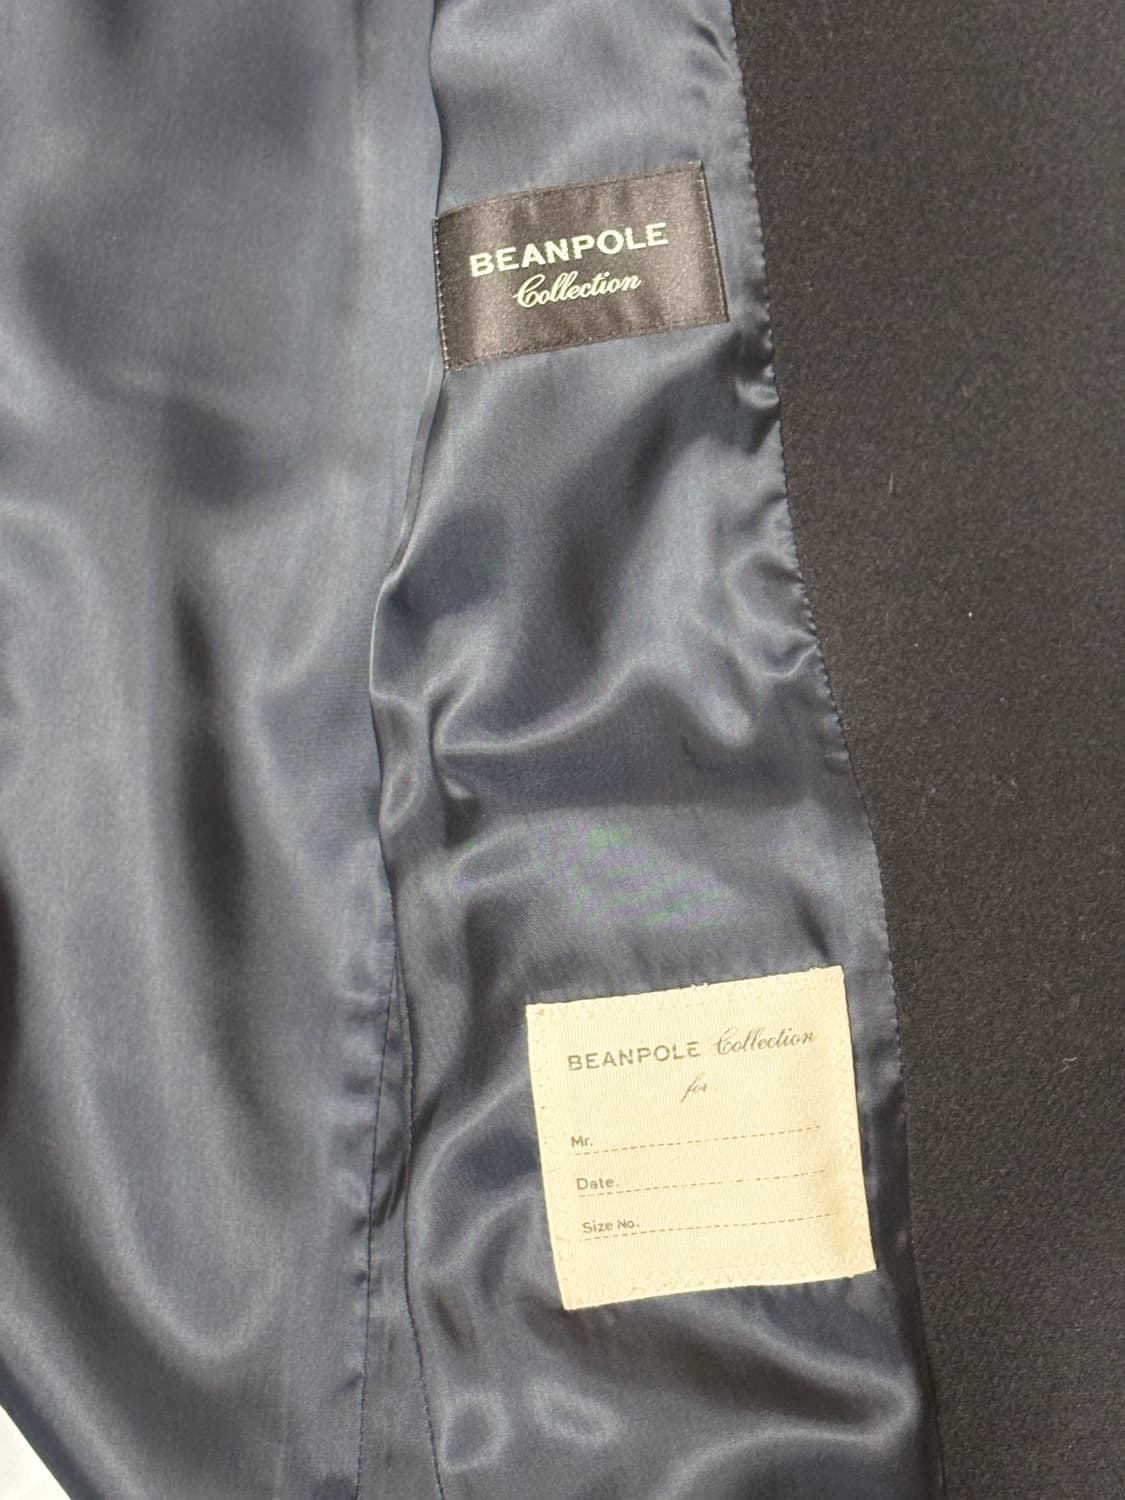 BEANPOLE
Collection
BEANPOLE Collection
for
Mr.
Date.
Size No.